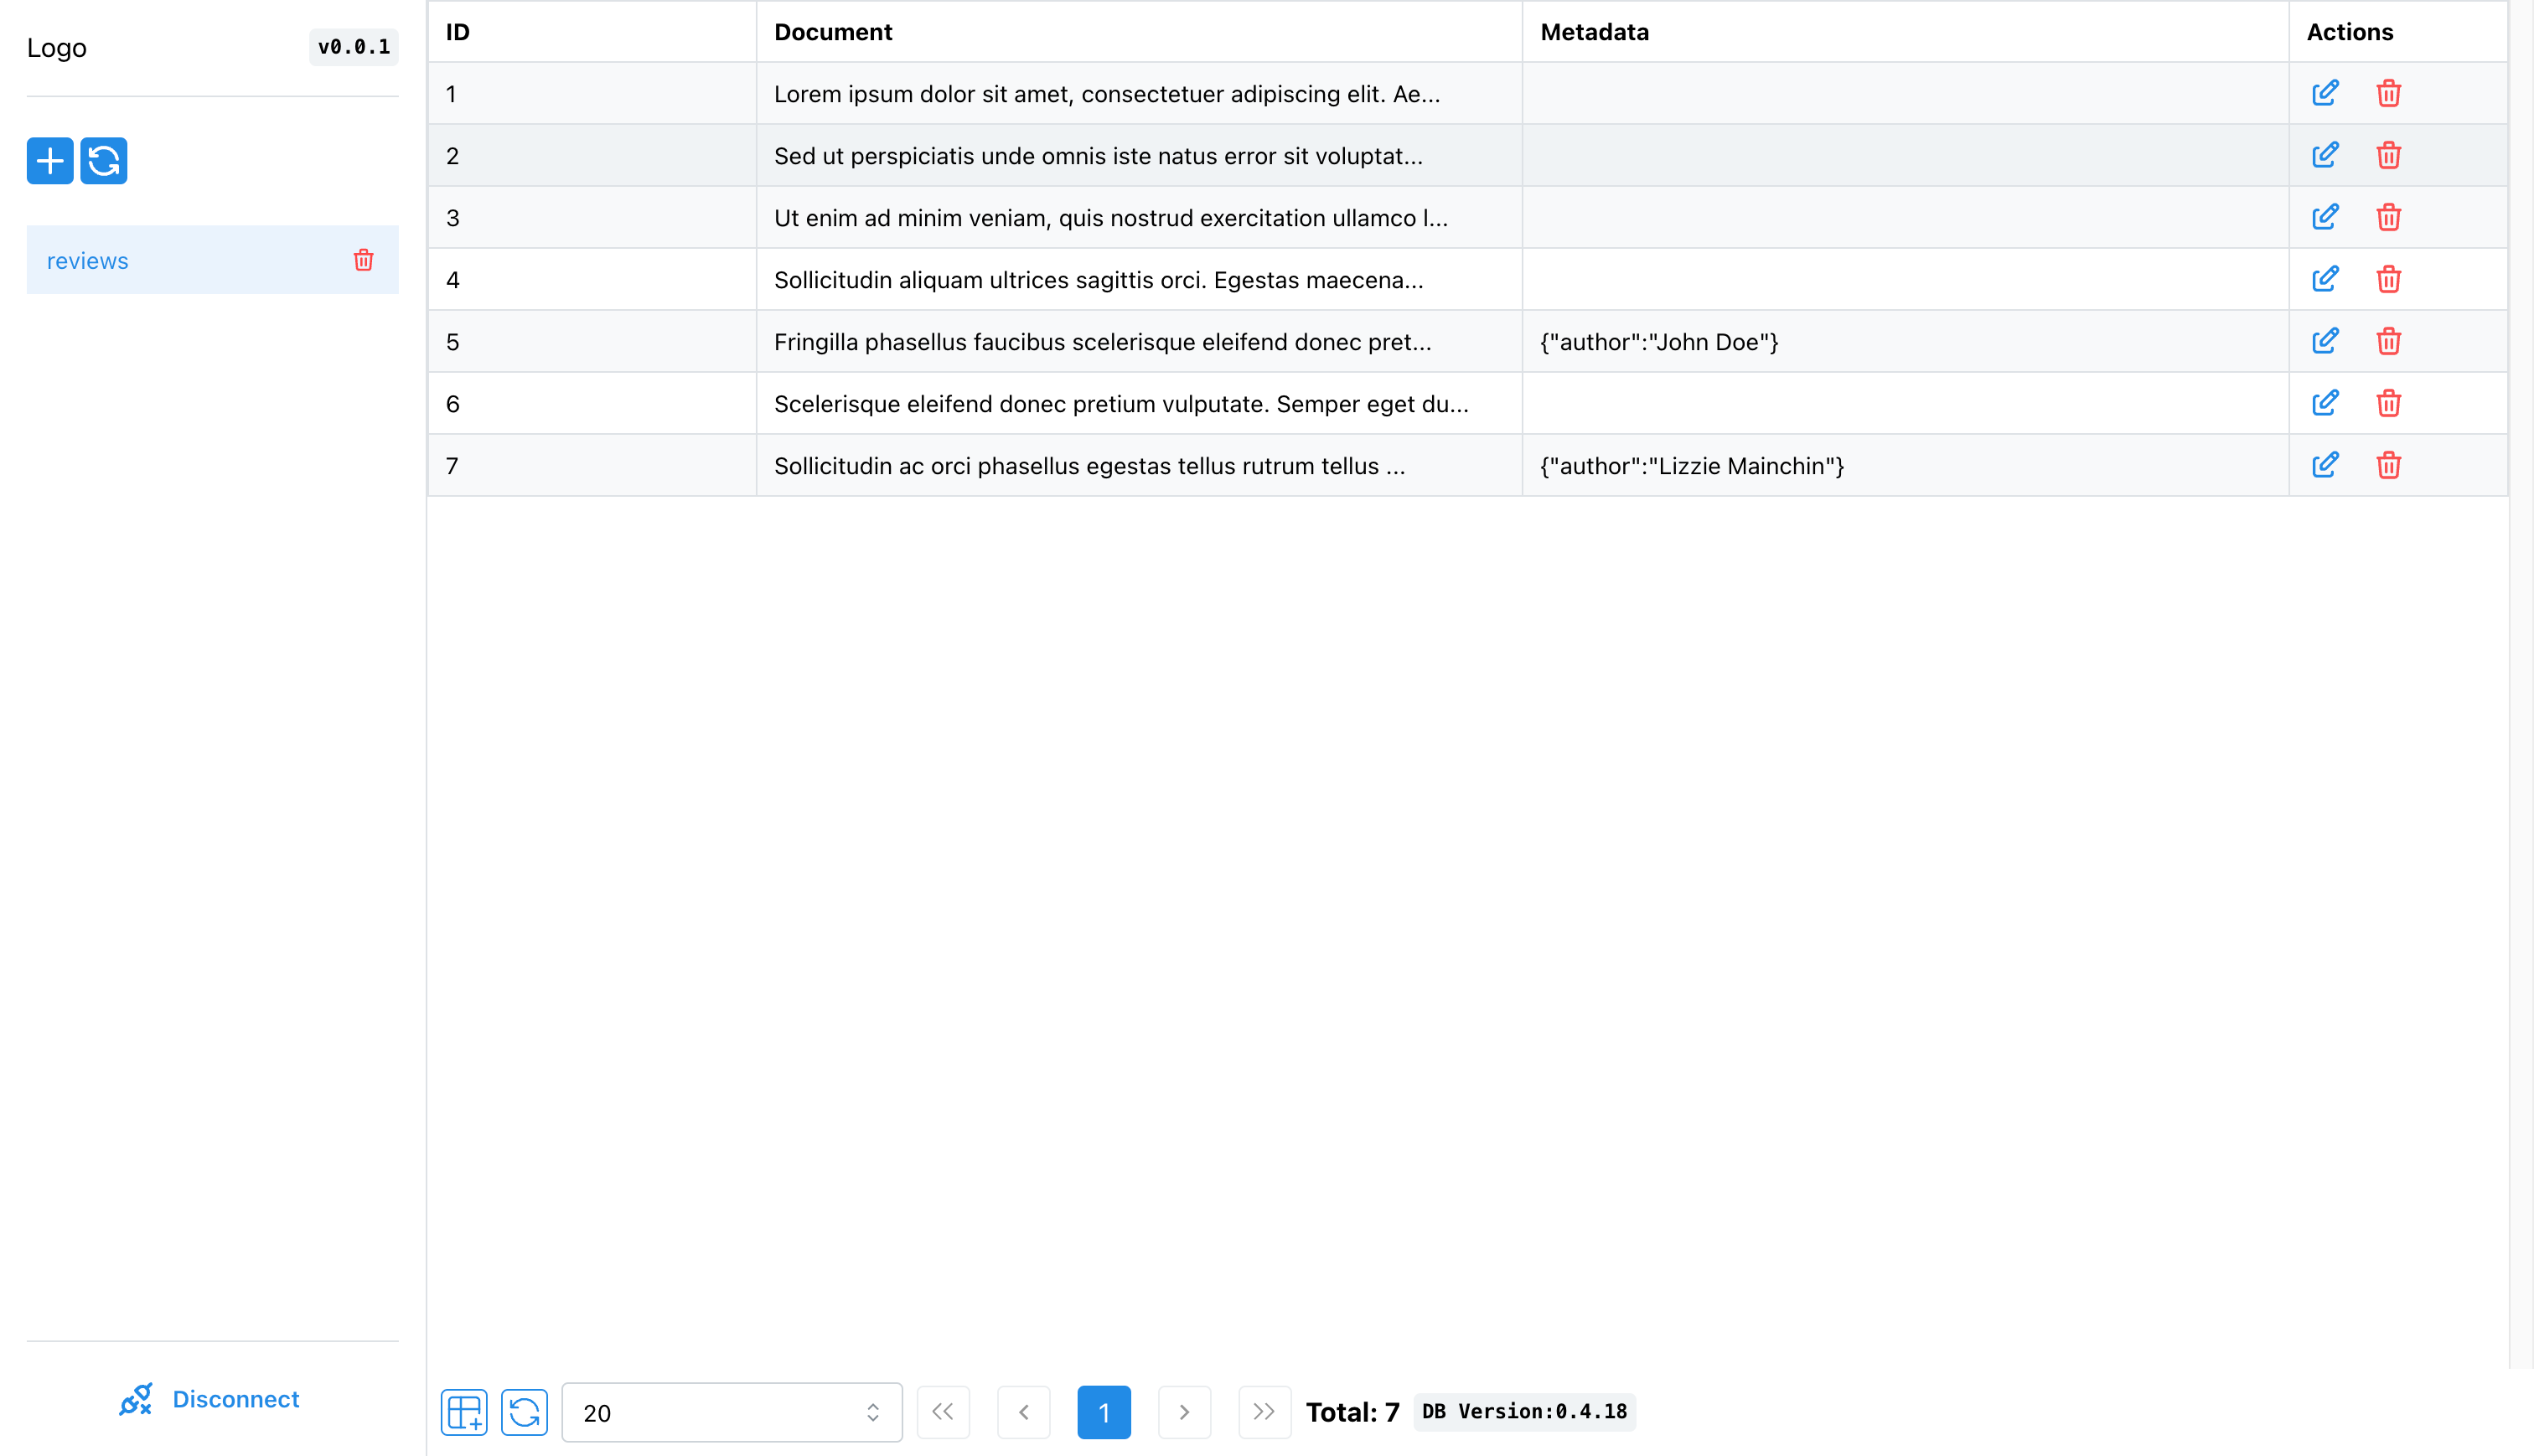 Logo v0.0.1
reviews
Disconnect
ID Document Metadata Actions
1 Lorem ipsum dolor sit amet, consectetuer adipiscing elit. Ae...
2 Sed ut perspiciatis unde omnis iste natus error sit voluptat...
3 Ut enim ad minim veniam, quis nostrud exercitation ullamco l...
4 Sollicitudin aliquam ultrices sagittis orci. Egestas maecena...
5 Fringilla phasellus faucibus scelerisque eleifend donec pret... {"author":"John Doe"}
6 Scelerisque eleifend donec pretium vulputate. Semper eget du...
7 Sollicitudin ac orci phasellus egestas tellus rutrum tellus ... {"author":"Lizzie Mainchin"}
20 1 Total: 7 DB Version:0.4.18